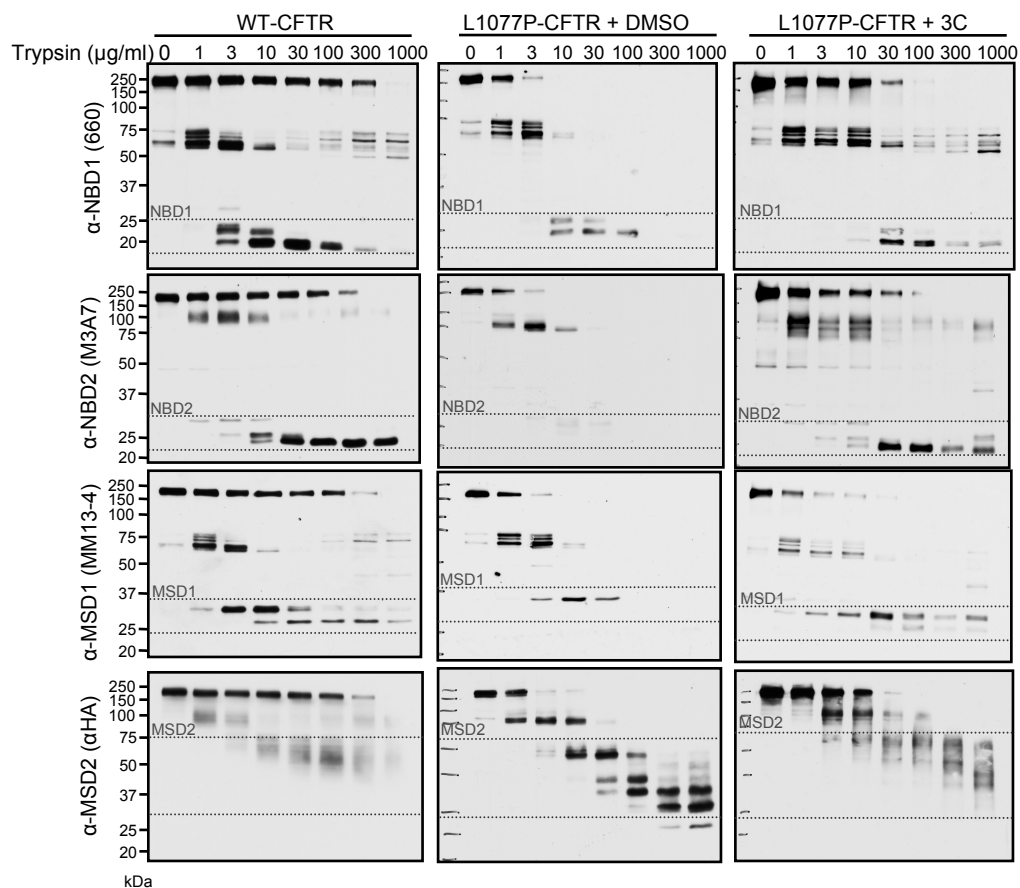 WT-CFTR L1077P-CFTR + DMSO L1077P-CFTR + 3C
Trypsin (µg/ml) 0 1 3 10 30 100 300 1000 0 1 3 10 30 100 300 1000 0 1 3 10 30 100 300 1000
α-NBD1 (660)
250
150
100
75
50
37
25
20
NBD1 NBD1 NBD1
α-NBD2 (M3A7)
250
150
100
75
50
37
25
20
NBD2 NBD2 NBD2
α-MSD1 (MM13-4)
250
150
100
75
50
37
25
20
MSD1 MSD1 MSD1
α-MSD2 (αHA)
250
150
100
75
50
37
25
20
MSD2 MSD2 MSD2
kDa